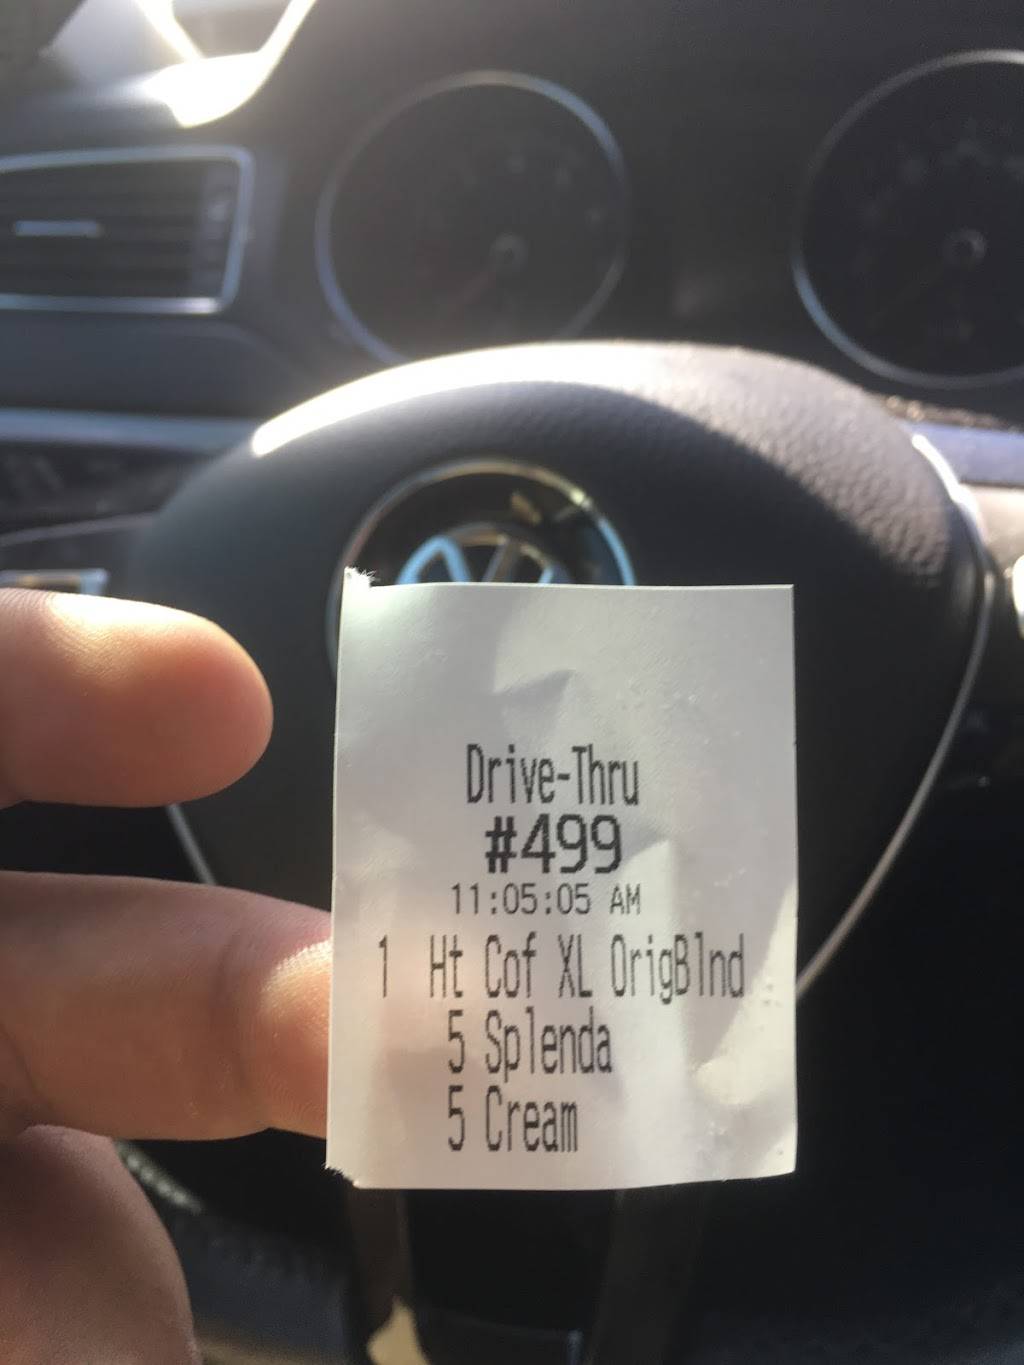 Drive-Thru
#499
11:05:05 AM
1 Ht Cof XL OrigBlnd
5 Splenda
5 Cream